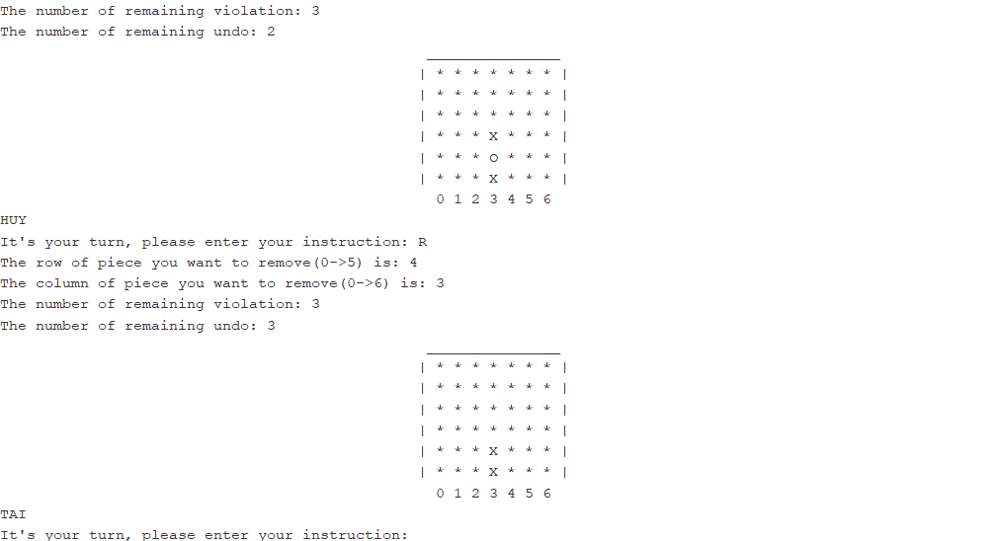 The number of remaining violation: 3
The number of remaining undo: 2
_______________
| * * * * * * * |
| * * * * * * * |
| * * * * * * * |
| * * * X * * * |
| * * * O * * * |
| * * * X * * * |
0 1 2 3 4 5 6
HUY
It's your turn, please enter your instruction: R
The row of piece you want to remove(0->5) is: 4
The column of piece you want to remove(0->6) is: 3
The number of remaining violation: 3
The number of remaining undo: 3
_______________
| * * * * * * * |
| * * * * * * * |
| * * * * * * * |
| * * * * * * * |
| * * * X * * * |
| * * * X * * * |
0 1 2 3 4 5 6
TAI
It's your turn, please enter your instruction: